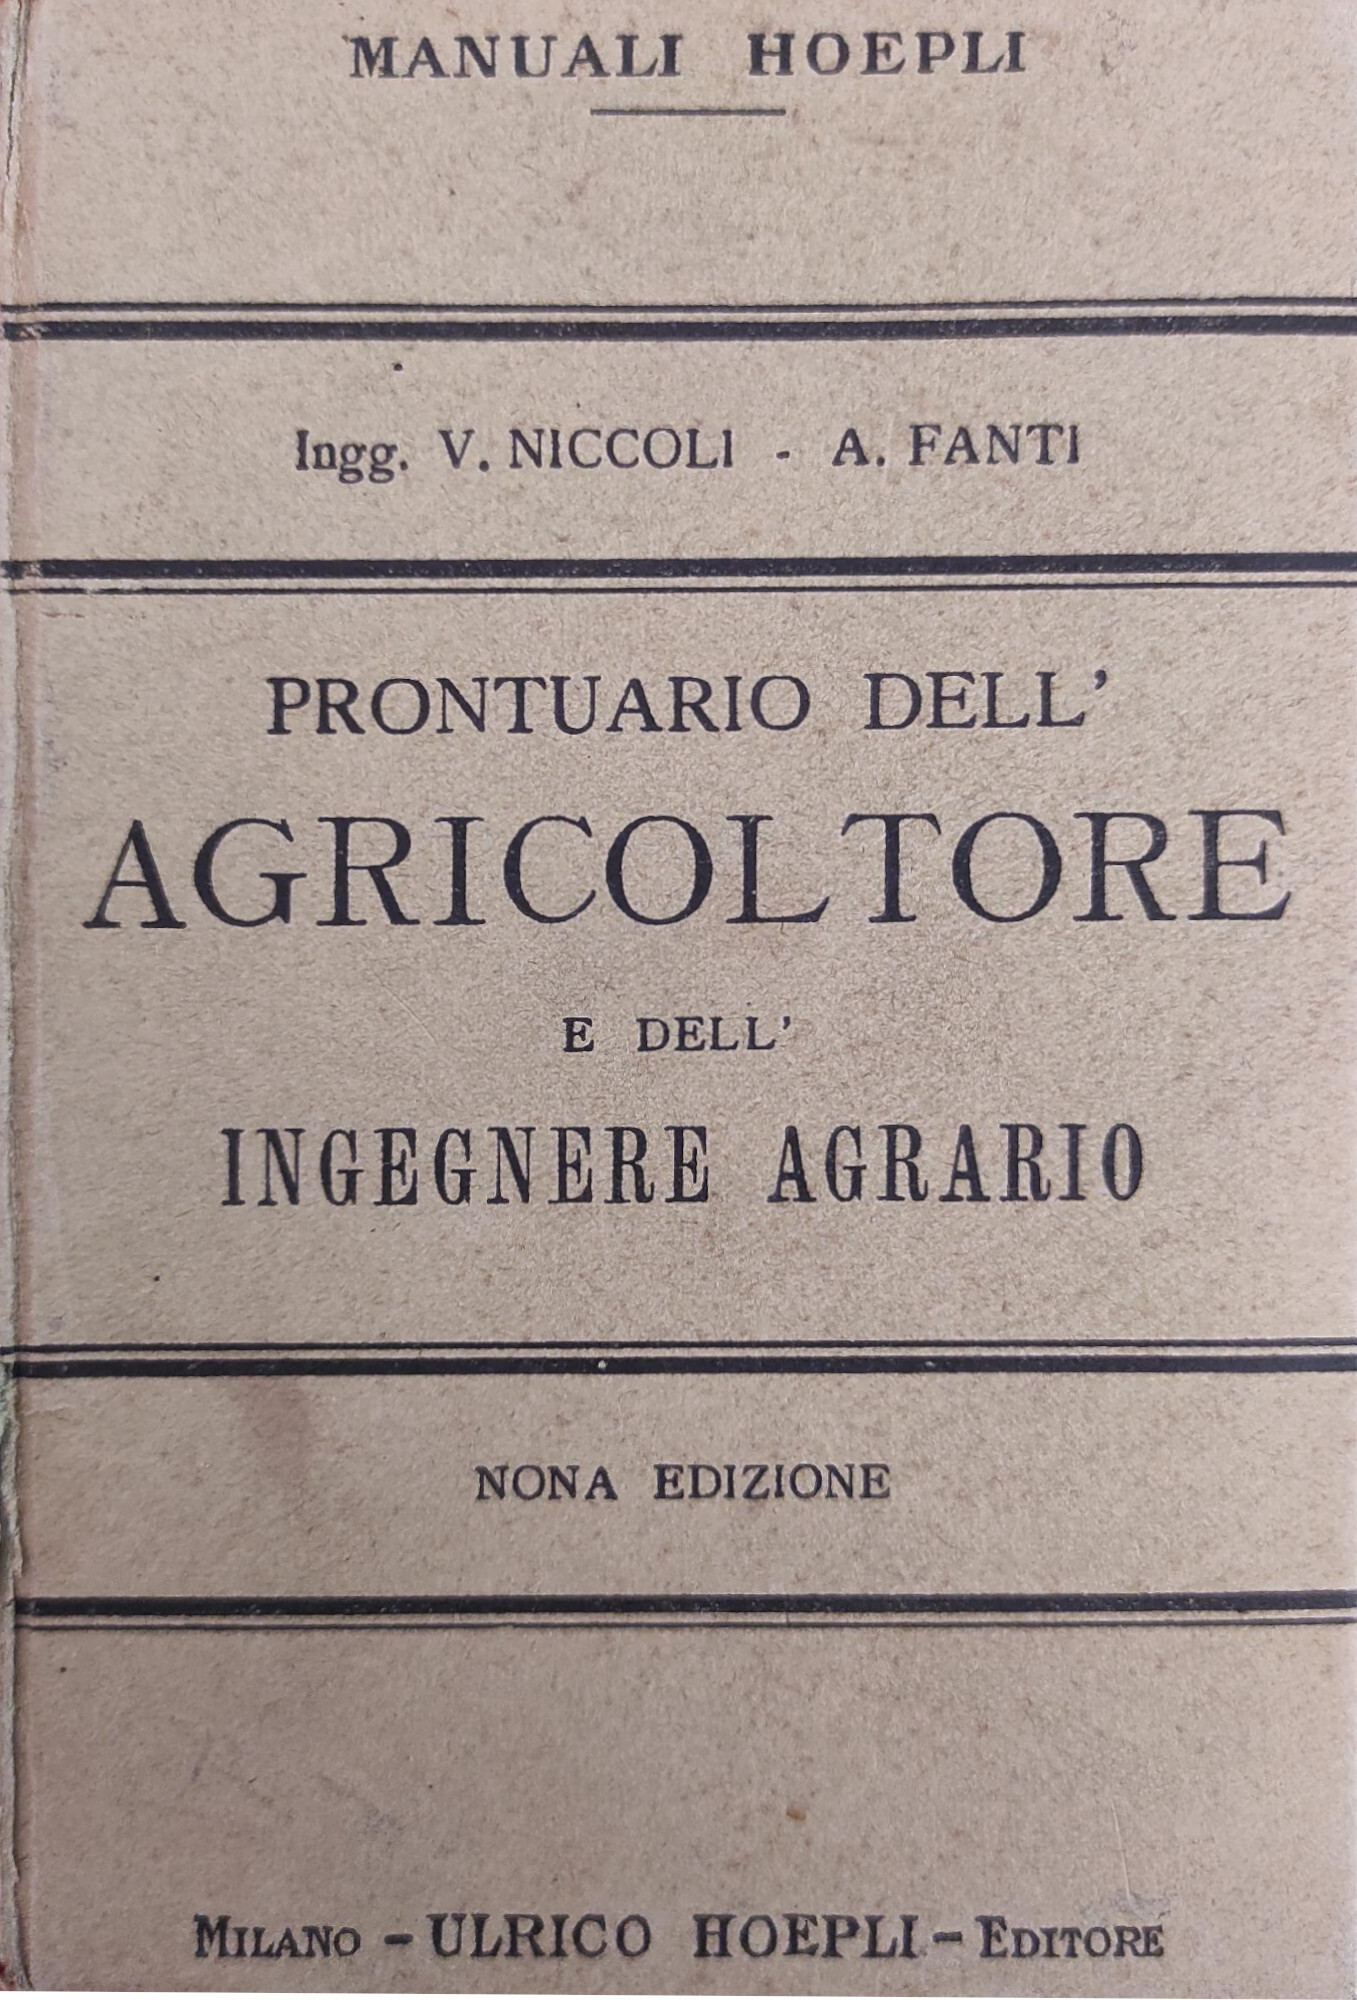 MANUALI HOEPLI
Ingg. V. NICCOLI - A. FANTI
PRONTUARIO DELL'
AGRICOLTORE
E DELL'
INGEGNERE AGRARIO
NONA EDIZIONE
MILANO - ULRICO HOEPLI - EDITORE